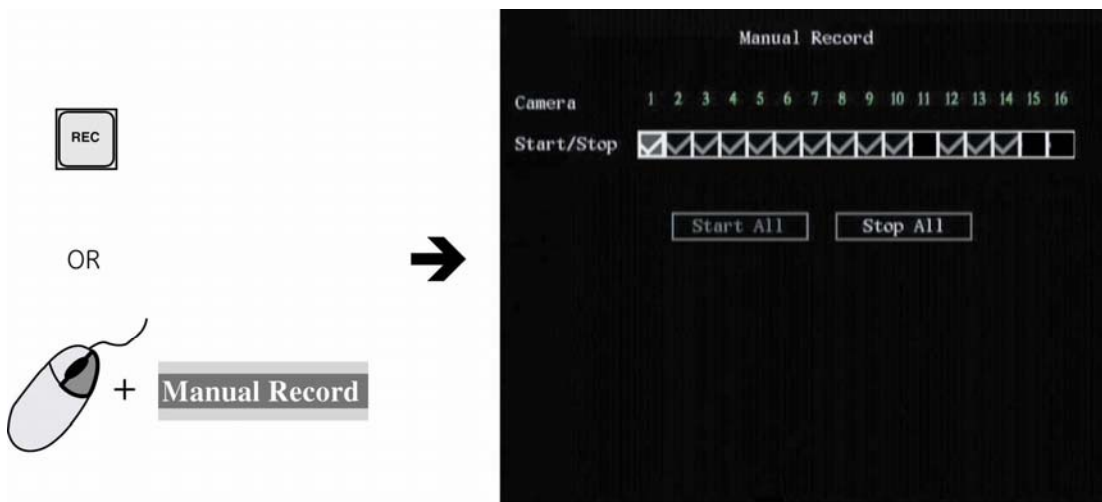 REC
OR
+ Manual Record
Manual Record
Camera 1 2 3 4 5 6 7 8 9 10 11 12 13 14 15 16
Start/Stop
Start All Stop All